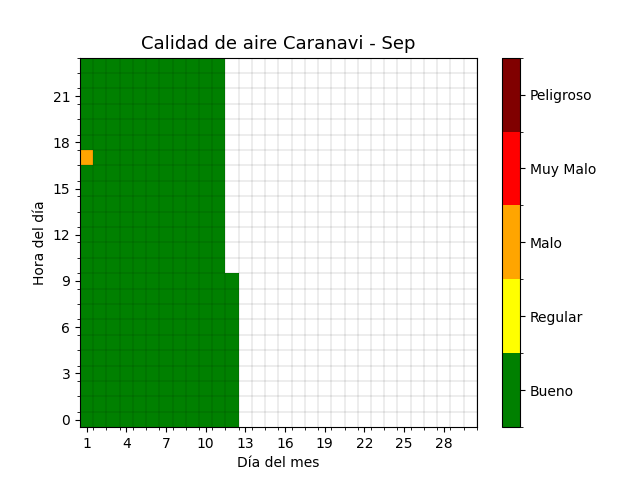 Calidad de aire Caranavi - Sep
Hora del día
21
18
15
12
9
6
3
0
1 4 7 10 13 16 19 22 25 28
Día del mes
Peligroso
Muy Malo
Malo
Regular
Bueno